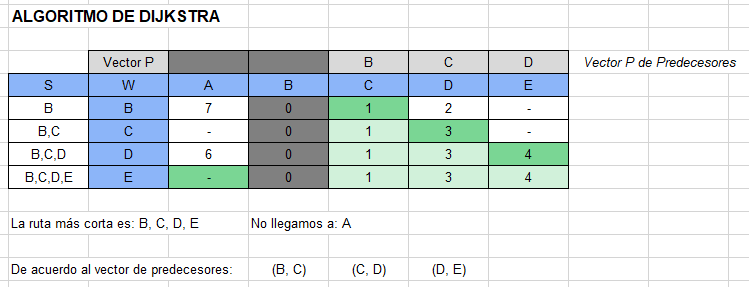 ALGORITMO DE DIJKSTRA
Vector P B C D Vector P de Predecesores
S W A B C D E
B B 7 0 1 2 -
B,C C - 0 1 3 -
B,C,D D 6 0 1 3 4
B,C,D,E E - 0 1 3 4
La ruta más corta es: B, C, D, E No llegamos a: A
De acuerdo al vector de predecesores: (B, C) (C, D) (D, E)